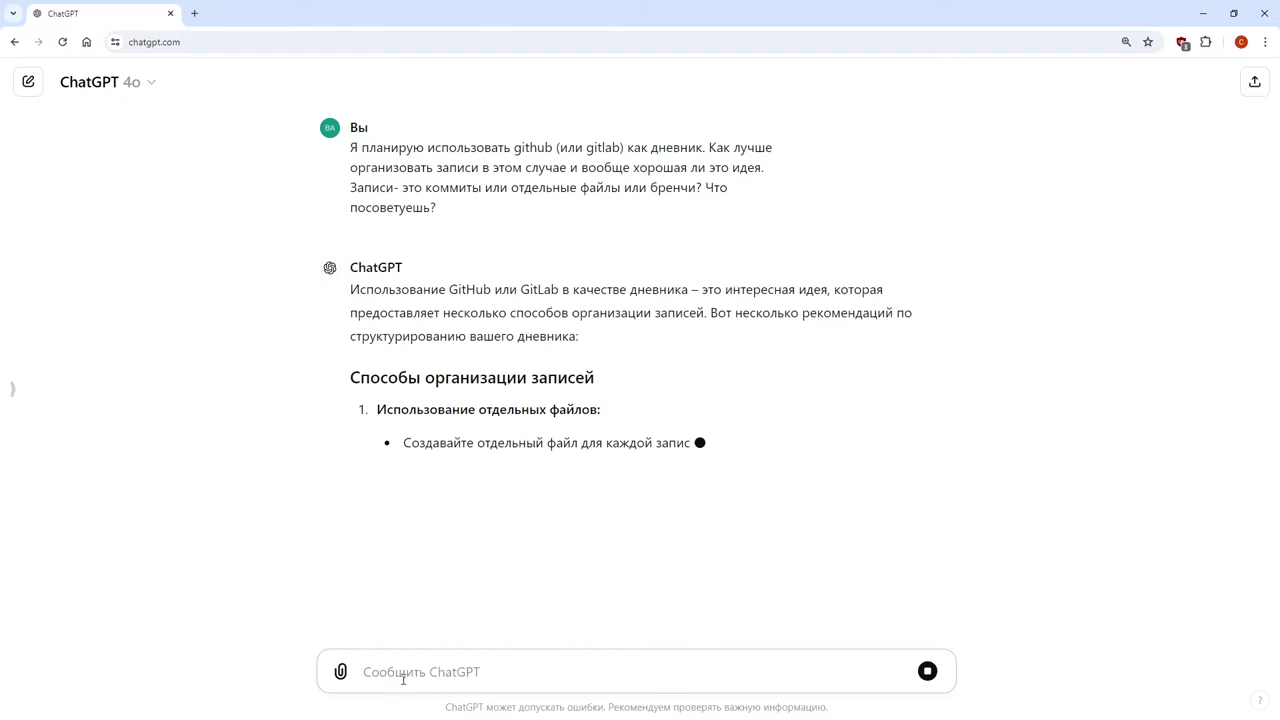 ChatGPT
chatgpt.com
ChatGPT 4o
BA
Вы
Я планирую использовать github (или gitlab) как дневник. Как лучше
организовать записи в этом случае и вообще хорошая ли это идея.
Записи- это коммиты или отдельные файлы или бренчи? Что
посоветуешь?
ChatGPT
Использование GitHub или GitLab в качестве дневника – это интересная идея, которая
предоставляет несколько способов организации записей. Вот несколько рекомендаций по
структурированию вашего дневника:
Способы организации записей
1. Использование отдельных файлов:
• Создавайте отдельный файл для каждой запис
Сообщить ChatGPT
ChatGPT может допускать ошибки. Рекомендуем проверять важную информацию.
?